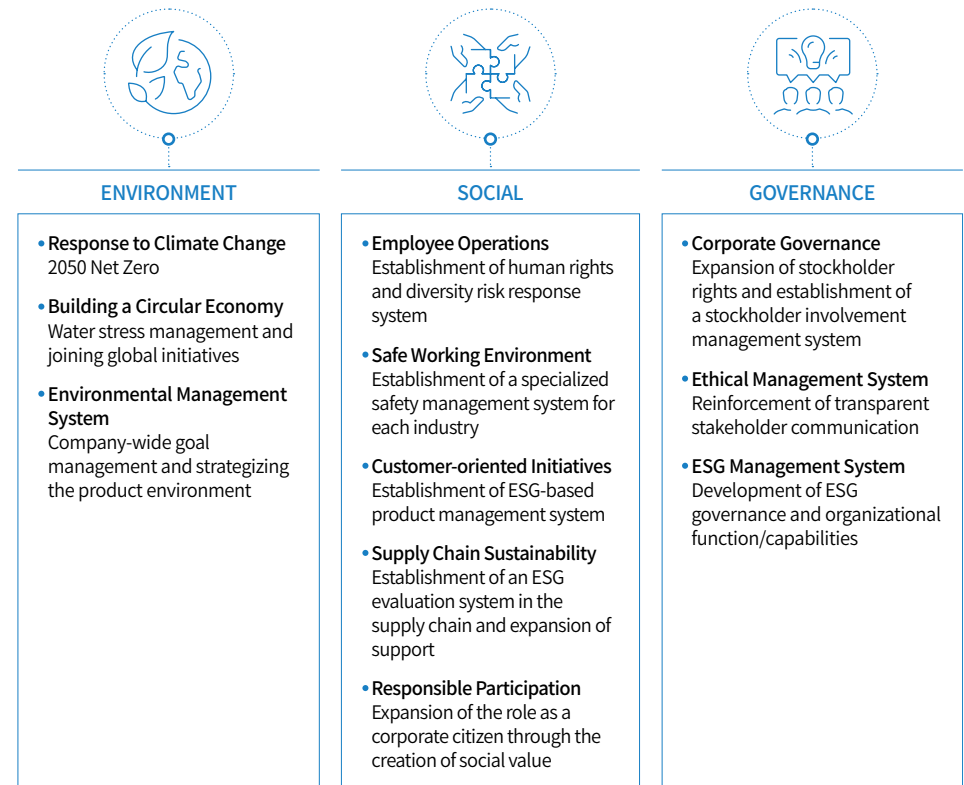 ENVIRONMENT
• Response to Climate Change
2050 Net Zero
• Building a Circular Economy
Water stress management and
joining global initiatives
• Environmental Management
System
Company-wide goal
management and strategizing
the product environment
SOCIAL
• Employee Operations
Establishment of human rights
and diversity risk response
system
• Safe Working Environment
Establishment of a specialized
safety management system for
each industry
• Customer-oriented Initiatives
Establishment of ESG-based
product management system
• Supply Chain Sustainability
Establishment of an ESG
evaluation system in the
supply chain and expansion of
support
• Responsible Participation
Expansion of the role as a
corporate citizen through the
creation of social value
GOVERNANCE
• Corporate Governance
Expansion of stockholder
rights and establishment of
a stockholder involvement
management system
• Ethical Management System
Reinforcement of transparent
stakeholder communication
• ESG Management System
Development of ESG
governance and organizational
function/capabilities